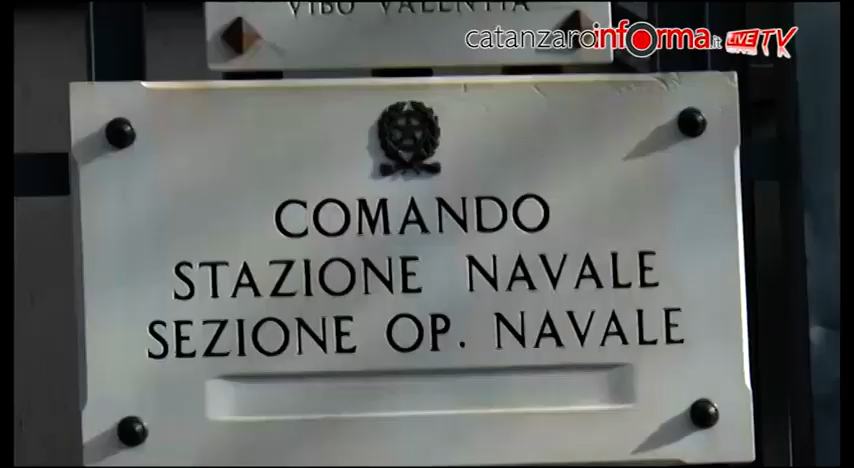 VIBO VALENTIA
catanzaroinforma.it LIVE TV
COMANDO
STAZIONE NAVALE
SEZIONE OP. NAVALE